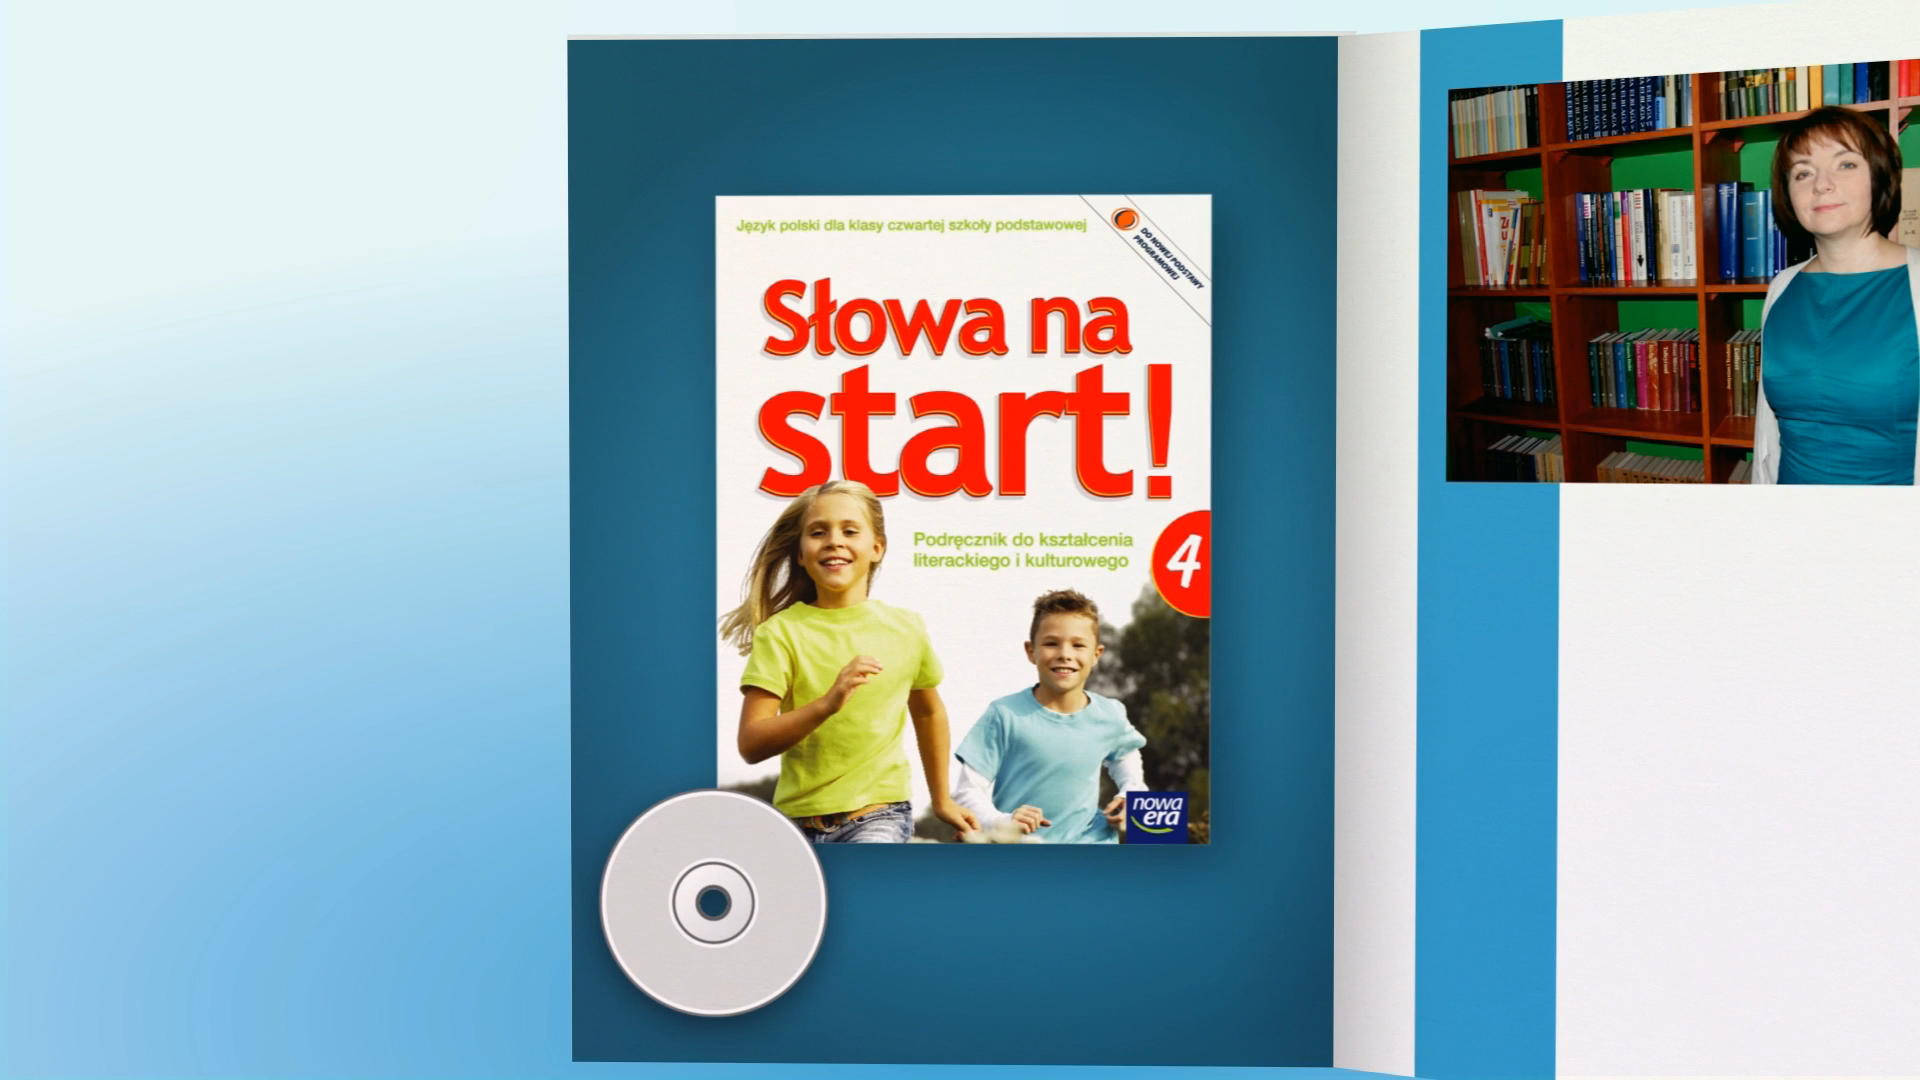 Język polski dla klasy czwartej szkoły podstawowej
DO NOWEJ PODSTAWY
PROGRAMOWEJ
Słowa na
start!
Podręcznik do kształcenia
literackiego i kulturowego
4
nowa
era